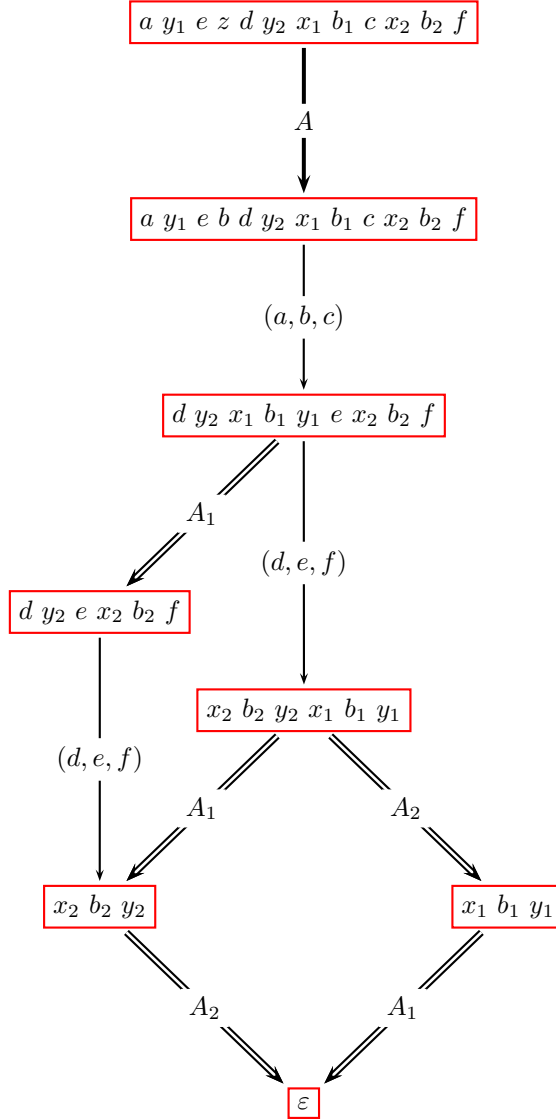 a y₁ e z d y₂ x₁ b₁ c x₂ b₂ f
A
a y₁ e b d y₂ x₁ b₁ c x₂ b₂ f
(a, b, c)
d y₂ x₁ b₁ y₁ e x₂ b₂ f
A₁
(d, e, f)
d y₂ e x₂ b₂ f
x₂ b₂ y₂ x₁ b₁ y₁
(d, e, f)
A₁ A₂
x₂ b₂ y₂ x₁ b₁ y₁
A₂ A₁
ε